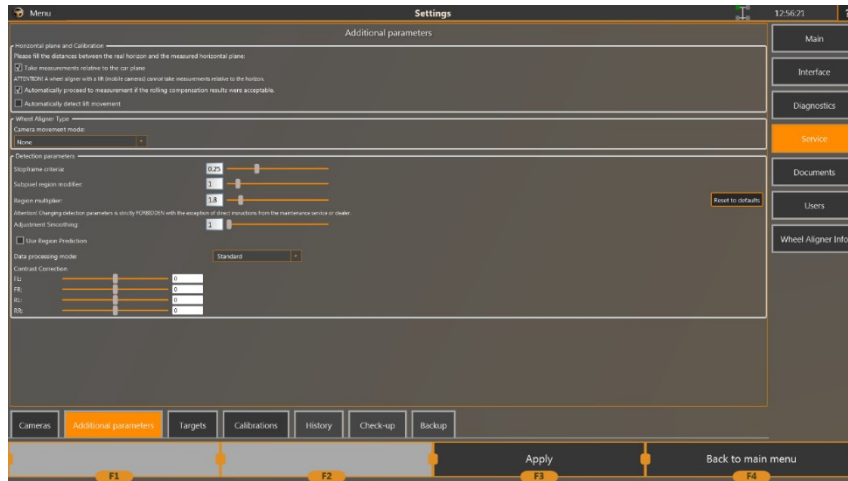 Menu
Settings
12:56:21
?
Additional parameters
Horizontal plane and Calibration
Please fill the distances between the real horizon and the measured horizontal plane:
Take measurements relative to the car plane
ATTENTION! A wheel aligner with a lift (mobile cameras) cannot take measurements relative to the horizon.
Automatically proceed to measurement if the rolling compensation results were acceptable.
Automatically detect lift movement
Wheel Aligner Type
Camera movement mode:
None
Detection parameters
Stopframe criteria:
0.25
Subpixel region modifier:
1
Region multiplier:
1.8
Reset to defaults
Attention! Changing detection parameters is strictly FORBIDDEN with the exception of direct insructions from the maintenance service or dealer.
Adjustment Smoothing:
1
Use Region Prediction
Data processing mode:
Standard
Contrast Correction
FL:
0
FR:
0
RL:
0
RR:
0
Main
Interface
Diagnostics
Service
Documents
Users
Wheel Aligner Info
Cameras
Additional parameters
Targets
Calibrations
History
Check-up
Backup
Apply
Back to main menu
F1
F2
F3
F4